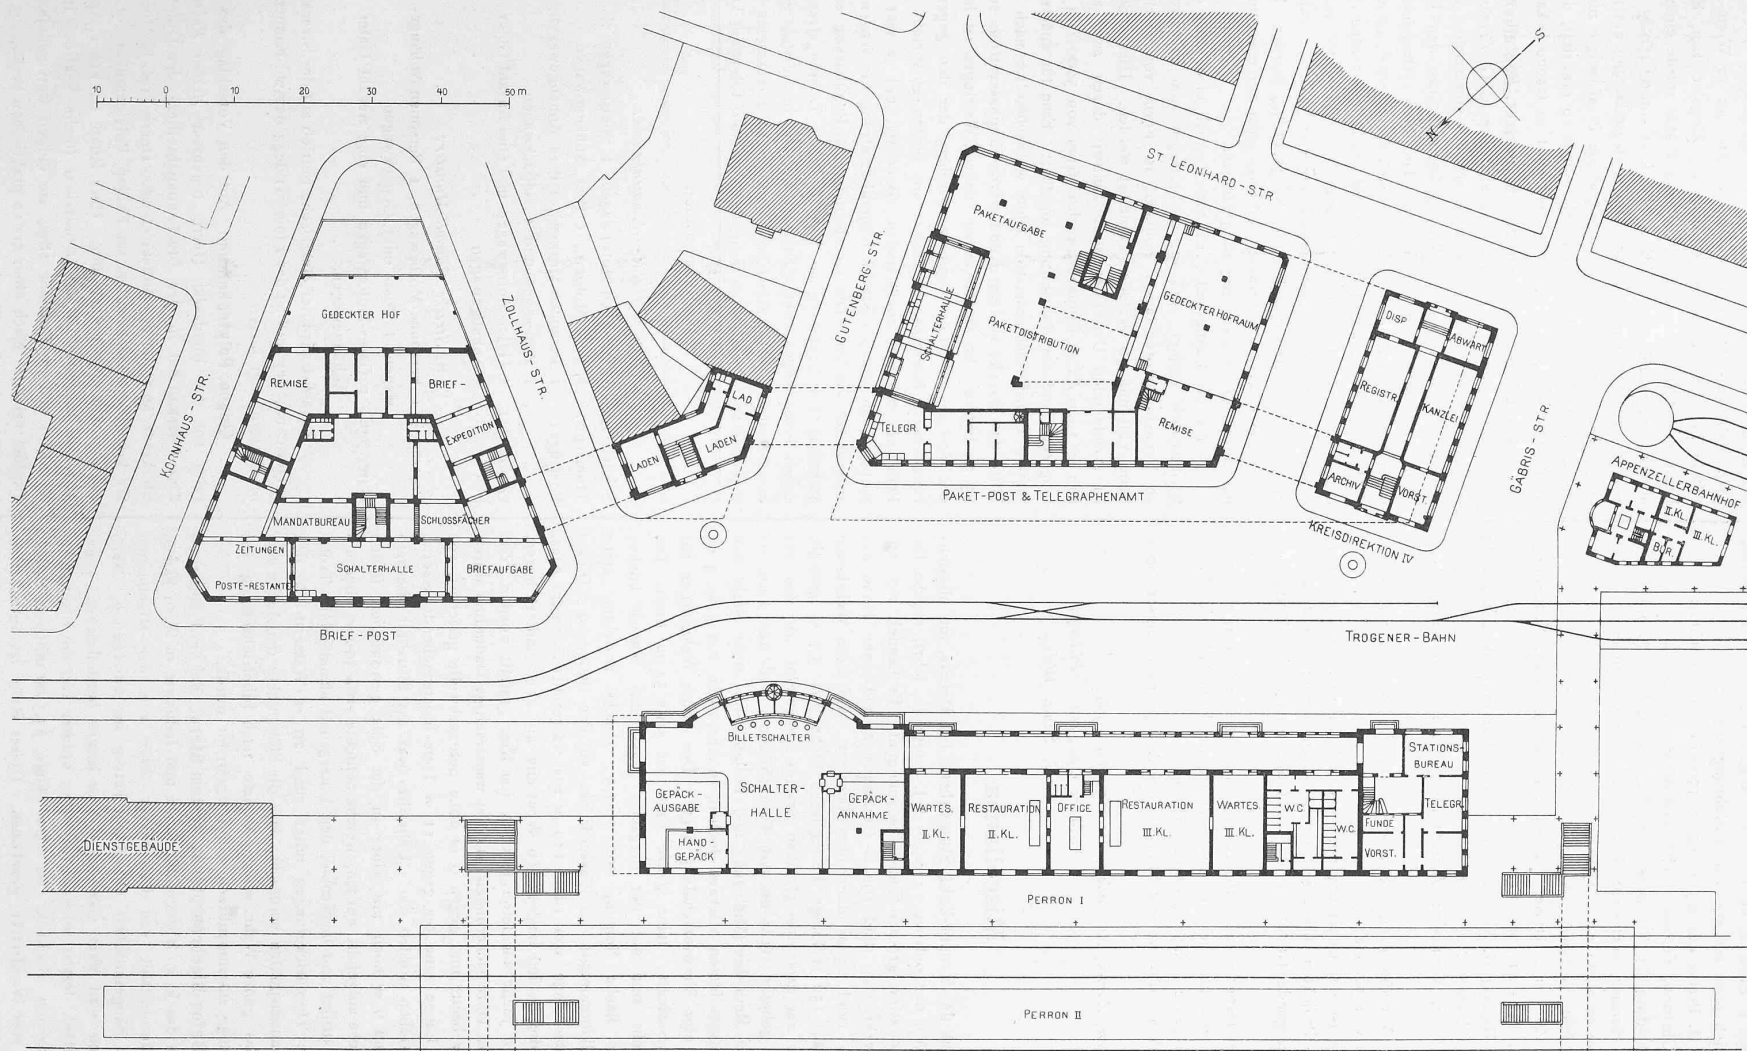 S
N
10 0 10 20 30 40 50 m.
ST LEONHARD-STR
GUTENBERG-STR.
ZOLLHAUS-STR.
KORNHAUS-STR.
GÄBRIS-STR
GEDECKTER HOF
REMISE
BRIEF-
EXPEDITION
MANDATBUREAU
SCHLOSSFÄCHER
ZEITUNGEN
POSTE-RESTANTE
SCHALTERHALLE
BRIEFAUFGABE
BRIEF-POST
LAD
LADEN
LADEN
PAKETAUFGABE
SCHALTERHALLE
PAKETDISTRIBUTION
GEDECKTER HOFRAUM
TELEGR.
REMISE
PAKET-POST & TELEGRAPHENAMT
DISP.
ABWART
REGISTR.
KANZLEI
ARCHIV
VORST.
KREISDIREKTION IV
APPENZELLERBAHNHOF
II. KL.
III. KL.
BUR.
TROGENER-BAHN
BILLETSCHALTER
GEPÄCK-
AUSGABE
HAND-
GEPÄCK
SCHALTER-
HALLE
GEPÄCK-
ANNAHME
WARTES.
II. KL.
RESTAURATION
II. KL.
OFFICE
RESTAURATION
III. KL.
WARTES.
III. KL.
W.C.
W.C.
STATIONS-
BUREAU
TELEGR.
FUNDE
VORST.
DIENSTGEBÄUDE
PERRON I
PERRON II